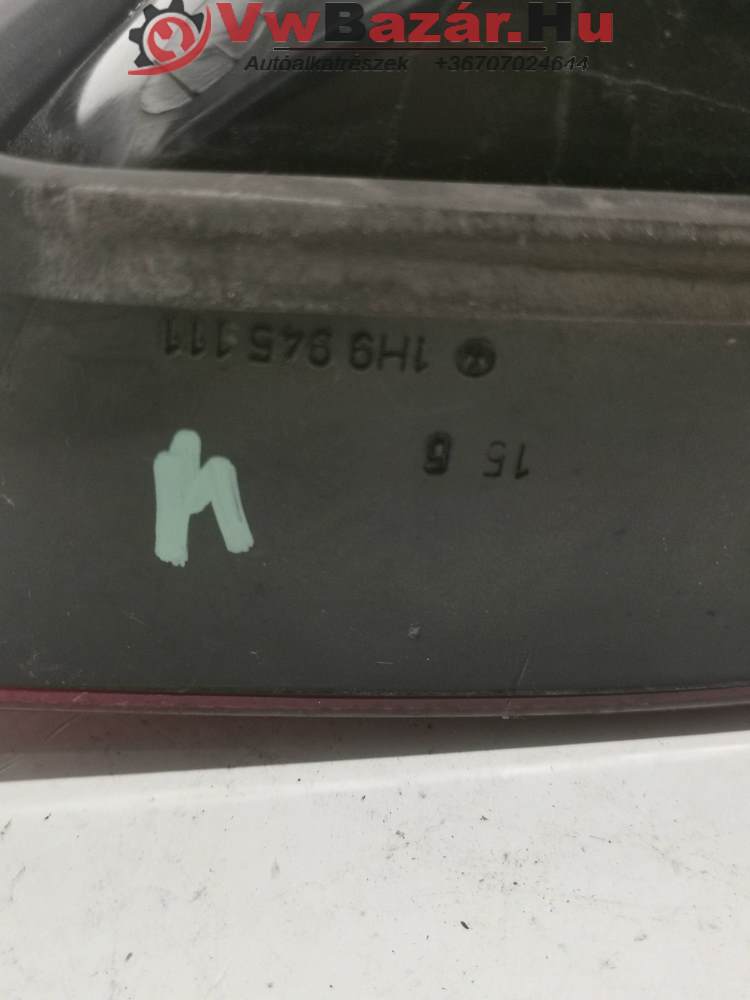 VwBazár.Hu
Autóalkatrészek +36707024644
1H9 945 111
15 6